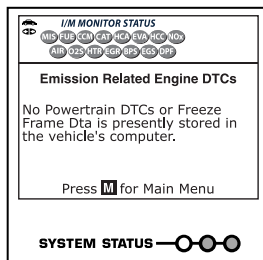 I/M MONITOR STATUS
MIS FUE CCM CAT HCA EVA HCC NOx
AIR O2S HTR EGR BPS EGS DPF
Emission Related Engine DTCs
No Powertrain DTCs or Freeze
Frame Dta is presently stored in
the vehicle's computer.
Press M for Main Menu
SYSTEM STATUS